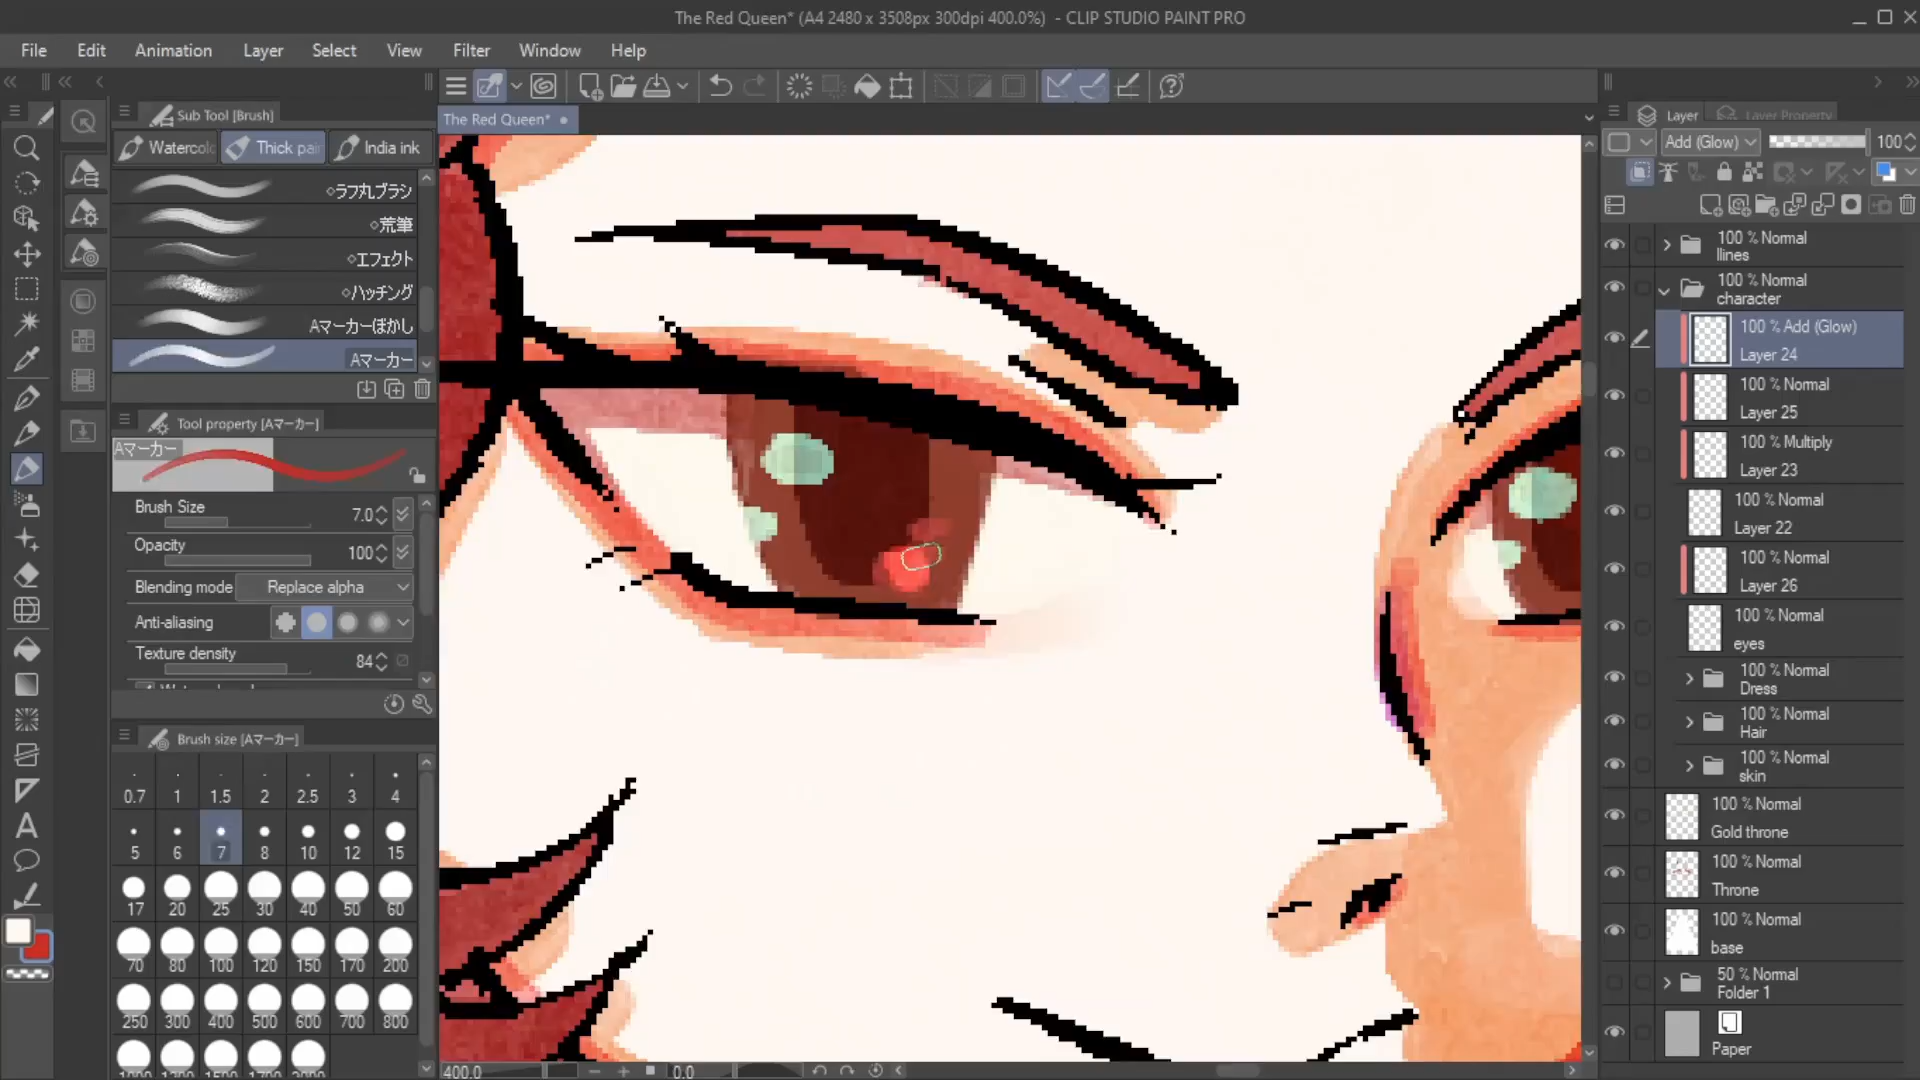 The Red Queen* (A4 2480 x 3508px 300dpi 400.0%) - CLIP STUDIO PAINT PRO
File Edit Animation Layer Select View Filter Window Help
Sub Tool [Brush]
Watercol Thick pai India ink
◇ラフ丸ブラシ
◇荒筆
◇エフェクト
◇ハッチング
Aマーカーぼかし
Aマーカー
Tool property [Aマーカー]
Aマーカー
Brush Size 7.0
Opacity 100
Blending mode Replace alpha
Anti-aliasing
Texture density 84
Brush size [Aマーカー]
0.7 1 1.5 2 2.5 3 4
5 6 7 8 10 12 15
17 20 25 30 40 50 60
70 80 100 120 150 170 200
250 300 400 500 600 700 800
The Red Queen*
400.0 0.0
Layer Layer Property
Add (Glow) 100
100 % Normal
llines
100 % Normal
character
100 % Add (Glow)
Layer 24
100 % Normal
Layer 25
100 % Multiply
Layer 23
100 % Normal
Layer 22
100 % Normal
Layer 26
100 % Normal
eyes
100 % Normal
Dress
100 % Normal
Hair
100 % Normal
skin
100 % Normal
Gold throne
100 % Normal
Throne
100 % Normal
base
50 % Normal
Folder 1
Paper